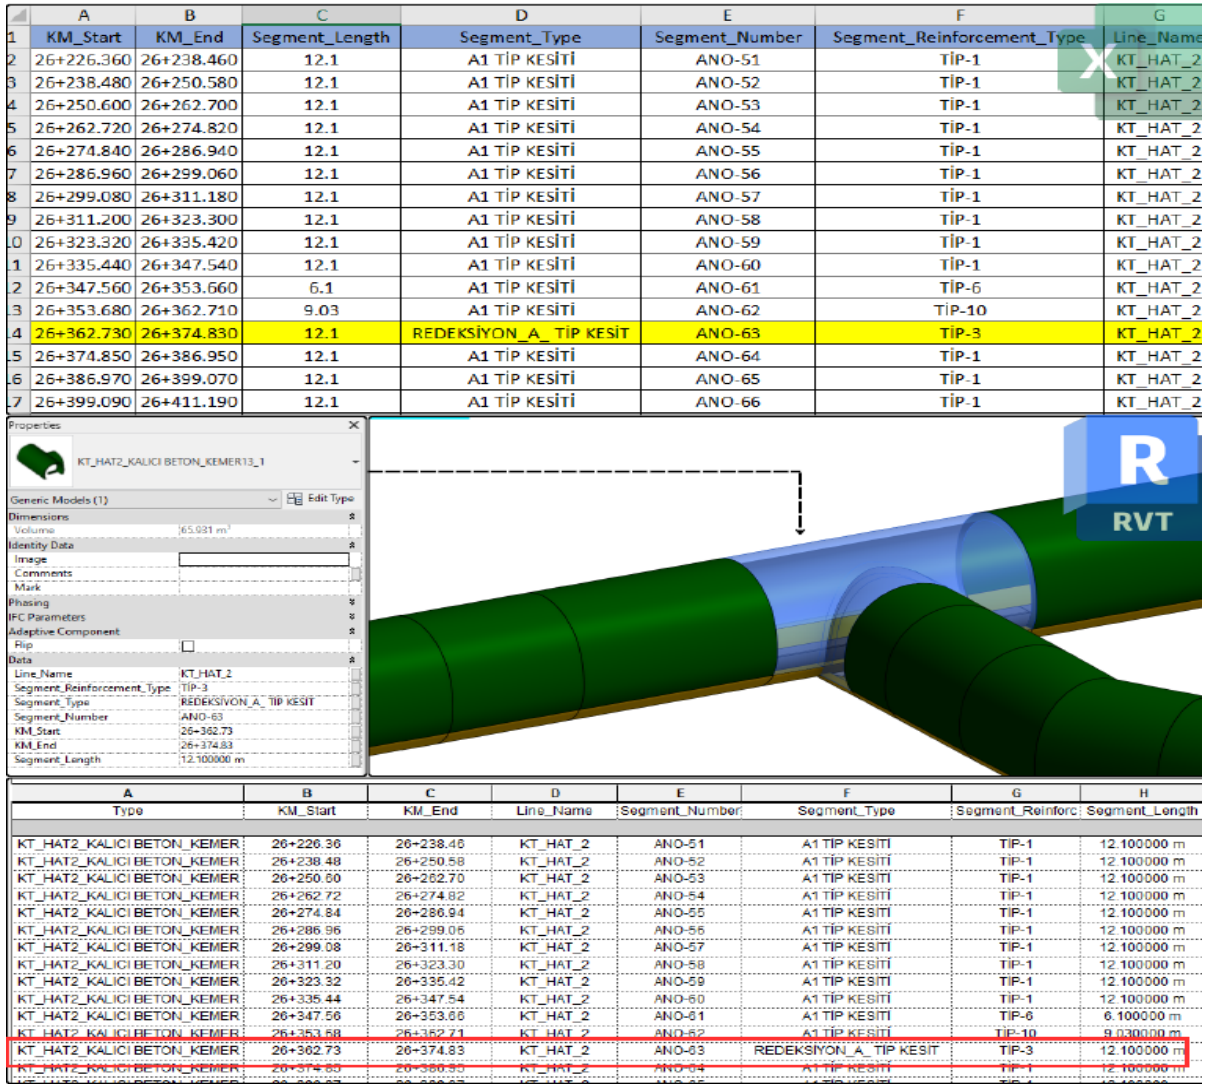 A B C D E F G
1 KM_Start KM_End Segment_Length Segment_Type Segment_Number Segment_Reinforcement_Type Line_Name
2 26+226.360 26+238.460 12.1 A1 TİP KESİTİ ANO-51 TİP-1 KT_HAT_2
3 26+238.480 26+250.580 12.1 A1 TİP KESİTİ ANO-52 TİP-1 KT_HAT_2
4 26+250.600 26+262.700 12.1 A1 TİP KESİTİ ANO-53 TİP-1 KT_HAT_2
5 26+262.720 26+274.820 12.1 A1 TİP KESİTİ ANO-54 TİP-1 KT_HAT_2
6 26+274.840 26+286.940 12.1 A1 TİP KESİTİ ANO-55 TİP-1 KT_HAT_2
7 26+286.960 26+299.060 12.1 A1 TİP KESİTİ ANO-56 TİP-1 KT_HAT_2
8 26+299.080 26+311.180 12.1 A1 TİP KESİTİ ANO-57 TİP-1 KT_HAT_2
9 26+311.200 26+323.300 12.1 A1 TİP KESİTİ ANO-58 TİP-1 KT_HAT_2
.0 26+323.320 26+335.420 12.1 A1 TİP KESİTİ ANO-59 TİP-1 KT_HAT_2
.1 26+335.440 26+347.540 12.1 A1 TİP KESİTİ ANO-60 TİP-1 KT_HAT_2
.2 26+347.560 26+353.660 6.1 A1 TİP KESİTİ ANO-61 TİP-6 KT_HAT_2
.3 26+353.680 26+362.710 9.03 A1 TİP KESİTİ ANO-62 TİP-10 KT_HAT_2
.4 26+362.730 26+374.830 12.1 REDEKSİYON_A_ TİP KESİT ANO-63 TİP-3 KT_HAT_2
.5 26+374.850 26+386.950 12.1 A1 TİP KESİTİ ANO-64 TİP-1 KT_HAT_2
.6 26+386.970 26+399.070 12.1 A1 TİP KESİTİ ANO-65 TİP-1 KT_HAT_2
.7 26+399.090 26+411.190 12.1 A1 TİP KESİTİ ANO-66 TİP-1 KT_HAT_2
X
Properties
KT_HAT2_KALICI BETON_KEMER13_1
Generic Models (1) Edit Type
Dimensions
Volume 65.931 m³
Identity Data
Image
Comments
Mark
Phasing
IFC Parameters
Adaptive Component
Flip
Data
Line_Name KT_HAT_2
Segment_Reinforcement_Type TİP-3
Segment_Type REDEKSİYON_A_ TİP KESİT
Segment_Number ANO-63
KM_Start 26+362.73
KM_End 26+374.83
Segment_Length 12.100000 m
R
RVT
A B C D E F G H
Type KM_Start KM_End Line_Name Segment_Number Segment_Type Segment_Reinforc Segment_Length
KT_HAT2_KALICI BETON_KEMER 26+226.36 26+238.46 KT_HAT_2 ANO-51 A1 TİP KESİTİ TİP-1 12.100000 m
KT_HAT2_KALICI BETON_KEMER 26+238.48 26+250.58 KT_HAT_2 ANO-52 A1 TİP KESİTİ TİP-1 12.100000 m
KT_HAT2_KALICI BETON_KEMER 26+250.60 26+262.70 KT_HAT_2 ANO-53 A1 TİP KESİTİ TİP-1 12.100000 m
KT_HAT2_KALICI BETON_KEMER 26+262.72 26+274.82 KT_HAT_2 ANO-54 A1 TİP KESİTİ TİP-1 12.100000 m
KT_HAT2_KALICI BETON_KEMER 26+274.84 26+286.94 KT_HAT_2 ANO-55 A1 TİP KESİTİ TİP-1 12.100000 m
KT_HAT2_KALICI BETON_KEMER 26+286.96 26+299.06 KT_HAT_2 ANO-56 A1 TİP KESİTİ TİP-1 12.100000 m
KT_HAT2_KALICI BETON_KEMER 26+299.08 26+311.18 KT_HAT_2 ANO-57 A1 TİP KESİTİ TİP-1 12.100000 m
KT_HAT2_KALICI BETON_KEMER 26+311.20 26+323.30 KT_HAT_2 ANO-58 A1 TİP KESİTİ TİP-1 12.100000 m
KT_HAT2_KALICI BETON_KEMER 26+323.32 26+335.42 KT_HAT_2 ANO-59 A1 TİP KESİTİ TİP-1 12.100000 m
KT_HAT2_KALICI BETON_KEMER 26+335.44 26+347.54 KT_HAT_2 ANO-60 A1 TİP KESİTİ TİP-1 12.100000 m
KT_HAT2_KALICI BETON_KEMER 26+347.56 26+353.66 KT_HAT_2 ANO-61 A1 TİP KESİTİ TİP-6 6.100000 m
KT_HAT2_KALICI BETON_KEMER 26+353.68 26+362.71 KT_HAT_2 ANO-62 A1 TİP KESİTİ TİP-10 9.030000 m
KT_HAT2_KALICI BETON_KEMER 26+362.73 26+374.83 KT_HAT_2 ANO-63 REDEKSİYON_A_ TİP KESİT TİP-3 12.100000 m
KT_HAT2_KALICI BETON_KEMER 26+374.85 26+386.95 KT_HAT_2 ANO-64 A1 TİP KESİTİ TİP-1 12.100000 m